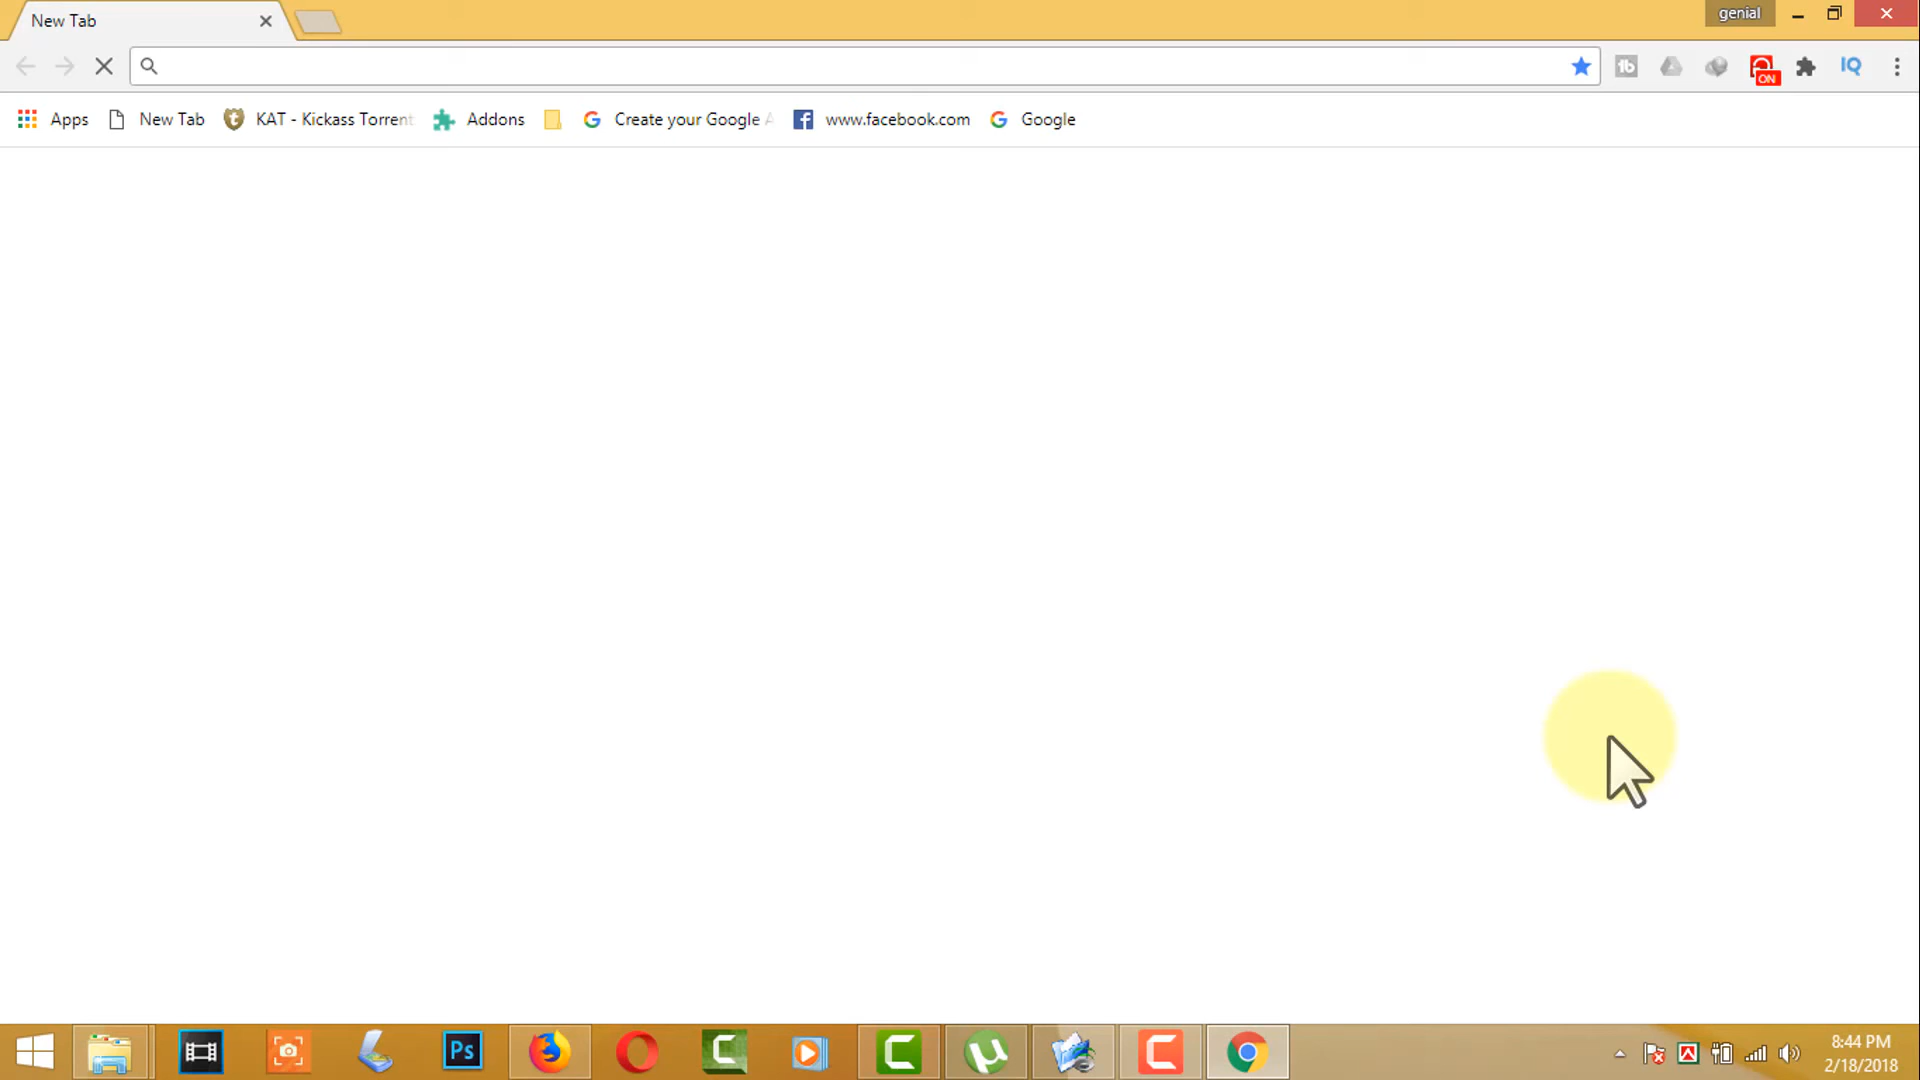 New Tab
genial
ON
IQ
Apps
New Tab
KAT - Kickass Torrent
Addons
Create your Google A
www.facebook.com
Google
Ps
8:44 PM
2/18/2018